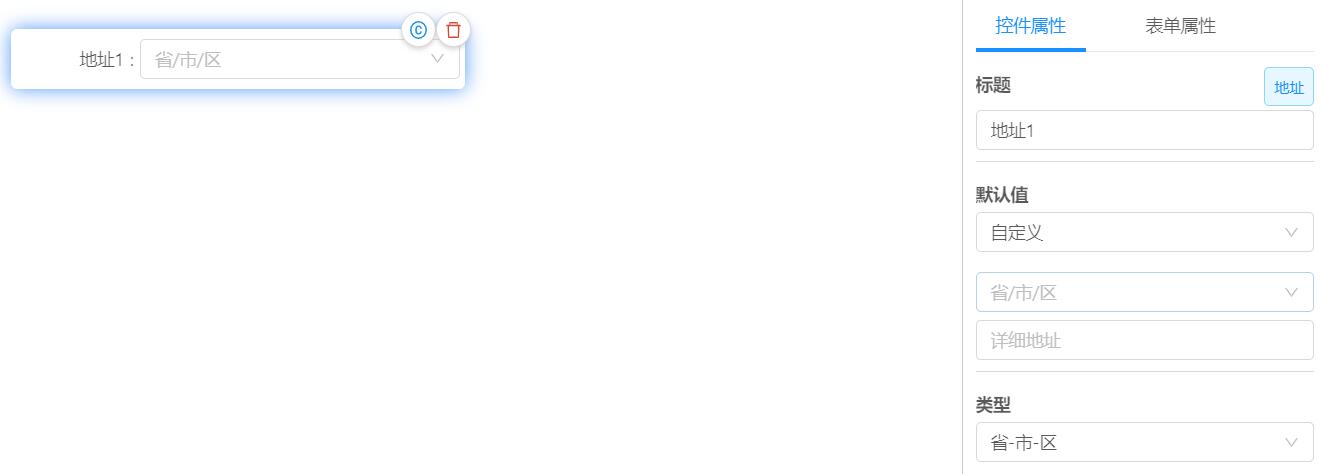 地址1 :
省/市/区
控件属性
表单属性
标题
地址
地址1
默认值
自定义
省/市/区
详细地址
类型
省-市-区